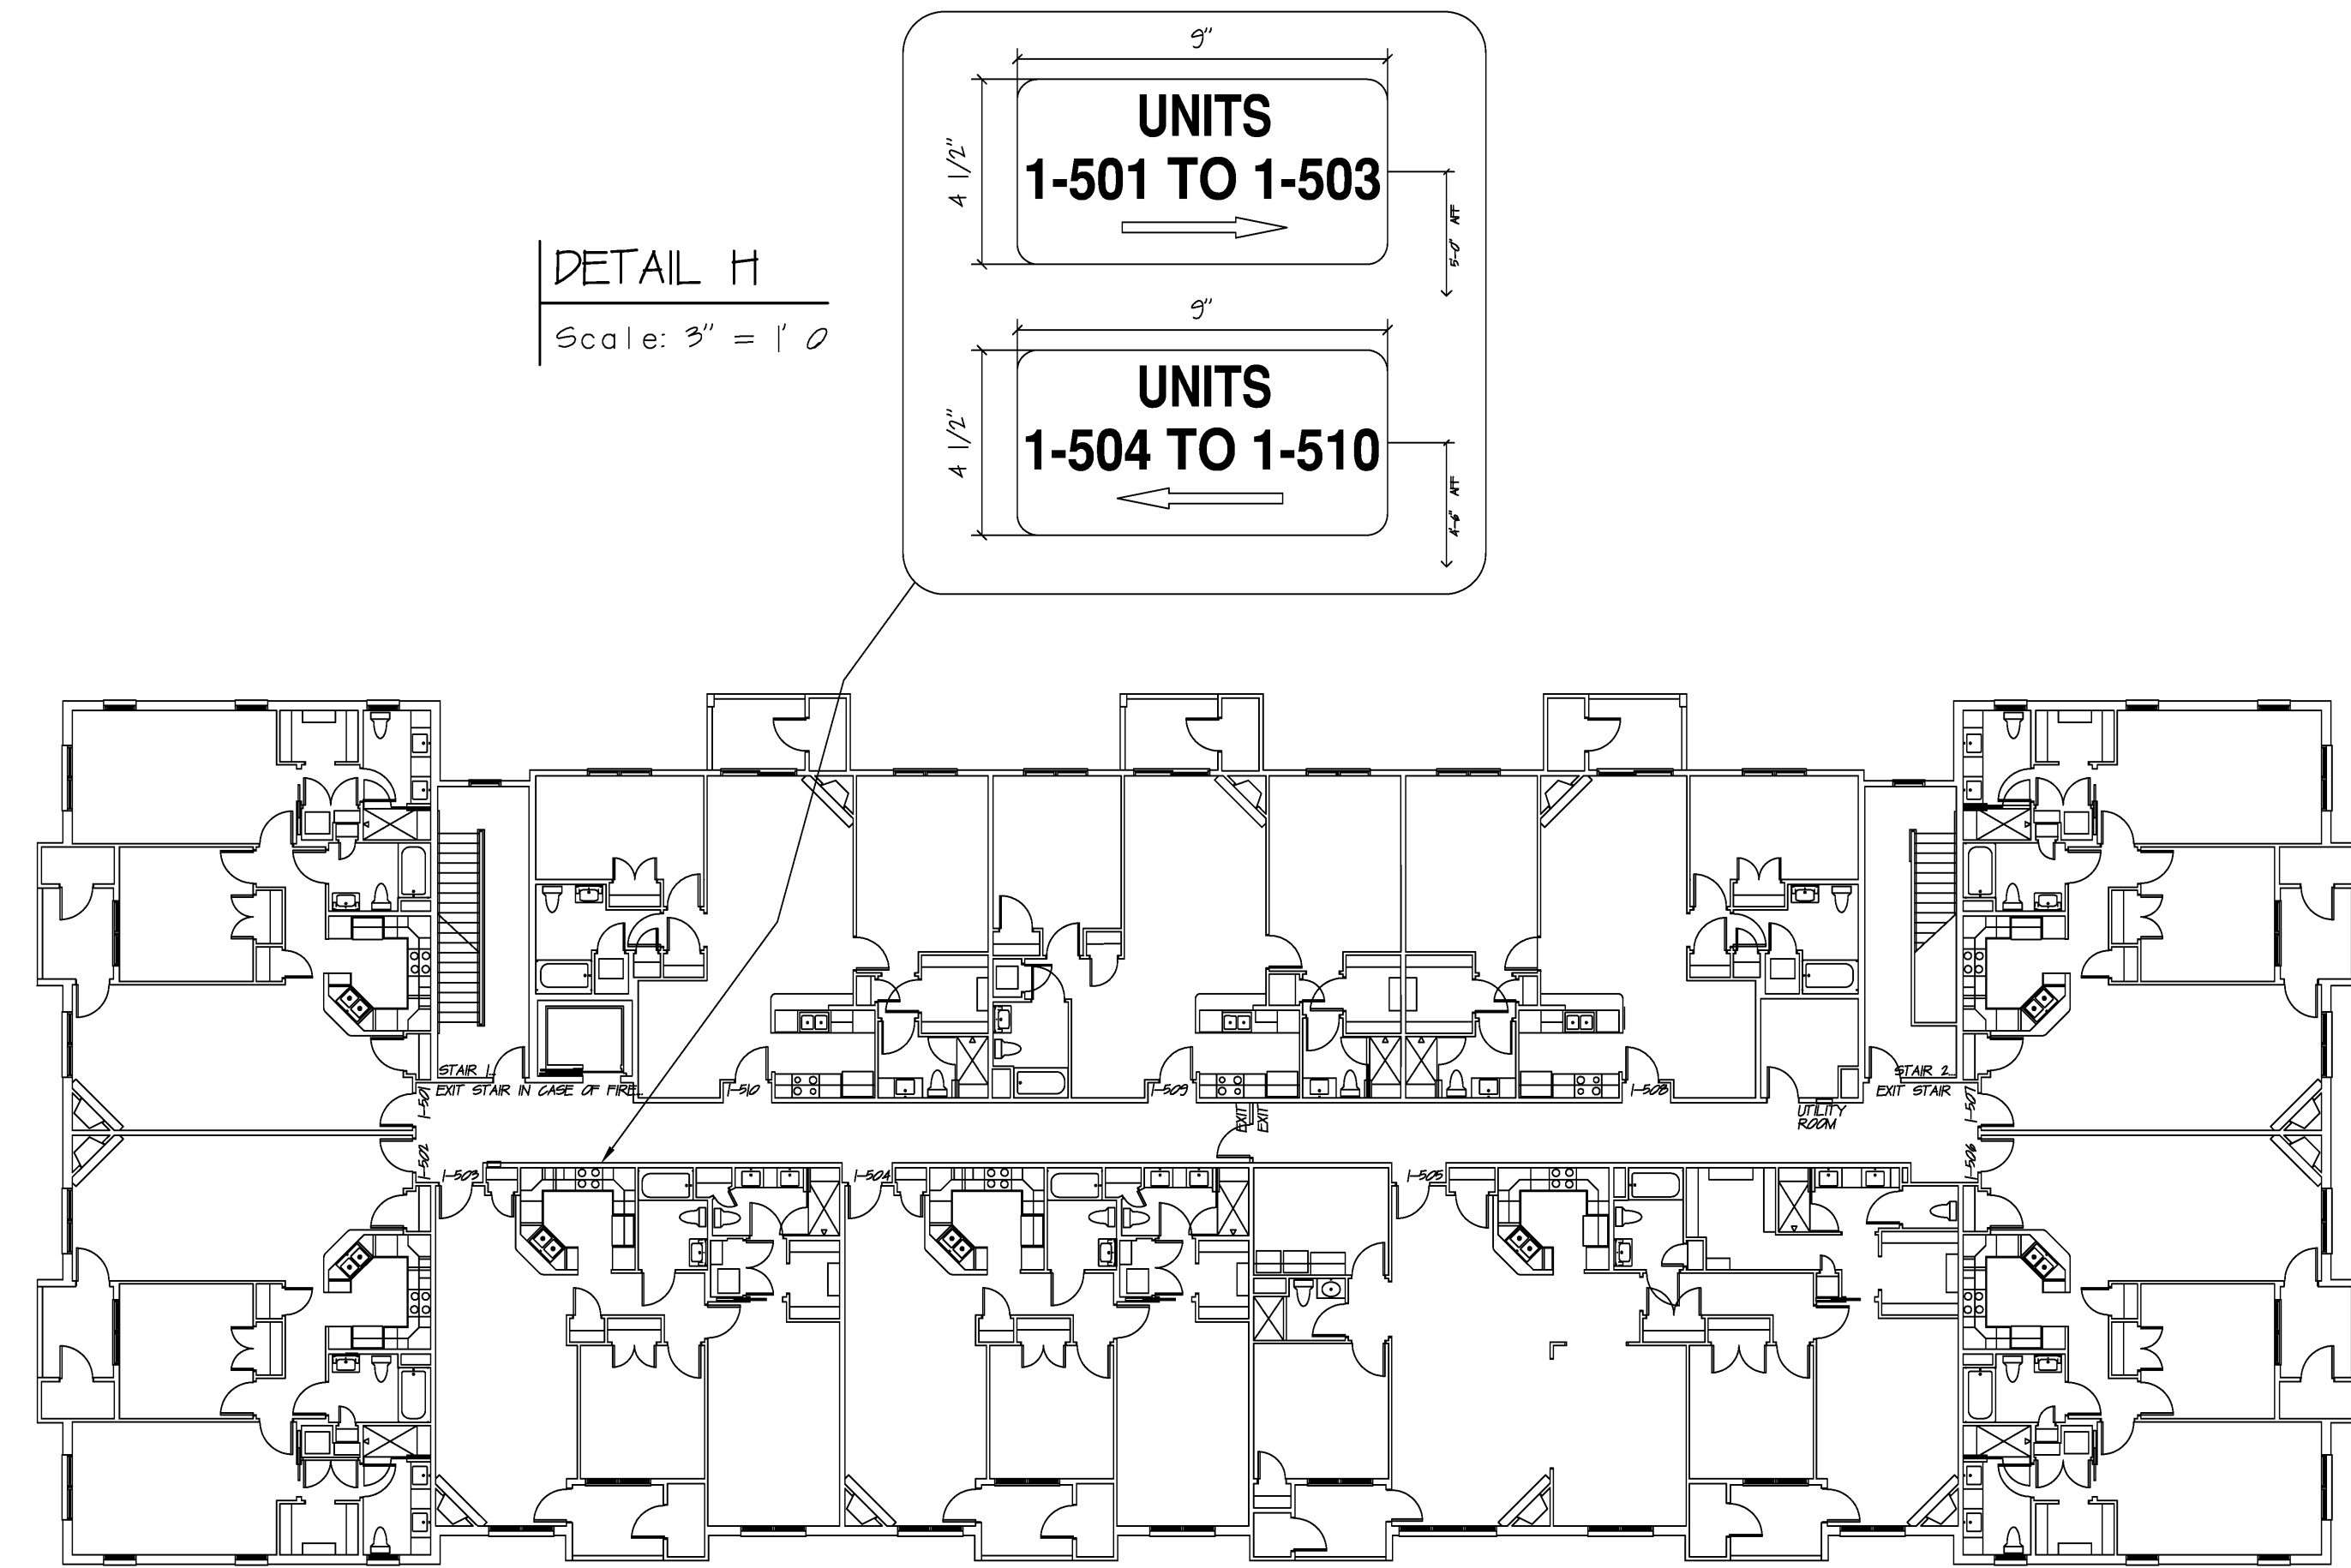 9"
4 1/2"
UNITS
1-501 TO 1-503
5'-0" AFF
DETAIL H
Scale: 3" = 1' 0
9"
4 1/2"
UNITS
1-504 TO 1-510
4'-6" AFF
STAIR 1
EXIT STAIR IN CASE OF FIRE
1-501
1-510
1-509
EXIT
EXIT
1-508
UTILITY
ROOM
STAIR 2
EXIT STAIR
1-507
1-502
1-503
1-504
1-505
1-506